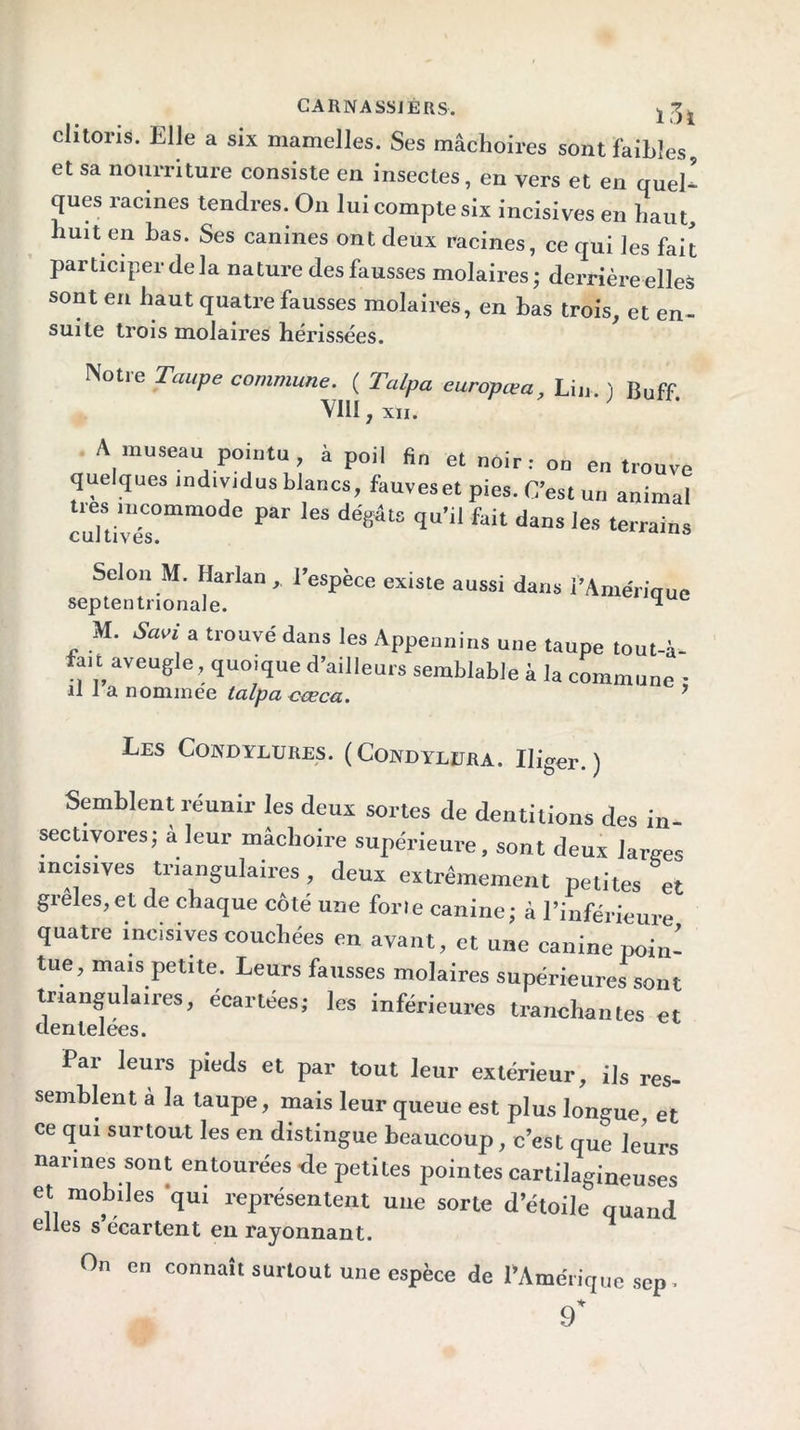 CARNASSIERS. 131
clitoris. Elle a six mamelles. Ses mâchoires sont faibles,
et sa nourriture consiste en insectes, en vers et en quel-
ques racines tendres. On lui compte six incisives en haut,
huit en bas. Ses canines ont deux racines, ce qui les fait
participer de la nature des fausses molaires; derrière elles
sont en haut quatre fausses molaires, en bas trois, et en-
suite trois molaires hérissées.
Notre Taupe commune. ( Talpa europæa, Lin. ) Buff.
VIII, XII.
A museau pointu, à poil fin et noir: on en trouve
quelques individus blancs, fauves et pies. C'est un animal
très incommode par les dégâts qu'il fait dans les terrains
cultivés.
Selon M. Harlan, l'espèce existe aussi dans l'Amérique
septentrionale.
M. Savi a trouvé dans les Appennins une taupe tout-à-
fait aveugle, quoique d'ailleurs semblable à la commune;
il l'a nommée talpa cæca.
LES CONDYLURES. (CONDYLURA. Iliger.)
Semblent réunir les deux sortes de dentitions des in-
sectivores; à leur mâchoire supérieure, sont deux larges
incisives triangulaires, deux extrêmement petites et
grêles, et de chaque côté une forte canine; à l'inférieure,
quatre incisives couchées en avant, et une canine poin-
tue, mais petite. Leurs fausses molaires supérieures sont
triangulaires, écartées; les inférieures tranchantes et
dentelées.
Par leurs pieds et par tout leur extérieur, ils res-
semblent à la taupe, mais leur queue est plus longue, et
ce qui surtout les en distingue beaucoup, c'est que leurs
narines sont entourées de petites pointes cartilagineuses
et mobiles qui représentent une sorte d'étoile quand
elles s'écartent en rayonnant.
On en connaît surtout une espèce de l'Amérique sep-
9*